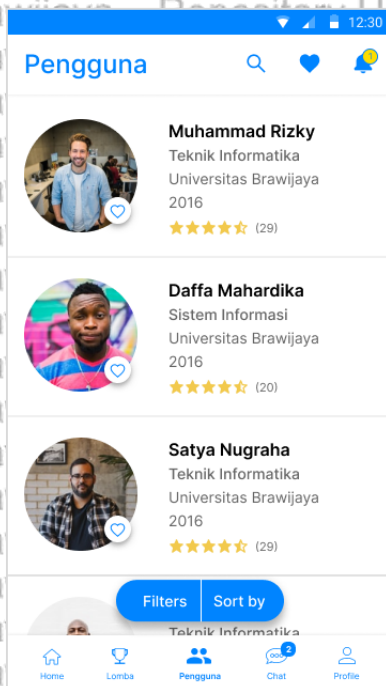 12:30
Pengguna
1
Muhammad Rizky
Teknik Informatika
Universitas Brawijaya
2016
(29)
Daffa Mahardika
Sistem Informasi
Universitas Brawijaya
2016
(20)
Satya Nugraha
Teknik Informatika
Universitas Brawijaya
2016
(29)
Filters Sort by
Teknik Informatika
2
Home Lomba Pengguna Chat Profile